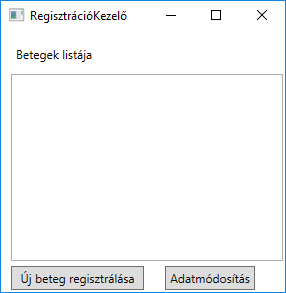 RegisztrációKezelő
Betegek listája
Új beteg regisztrálása
Adatmódosítás